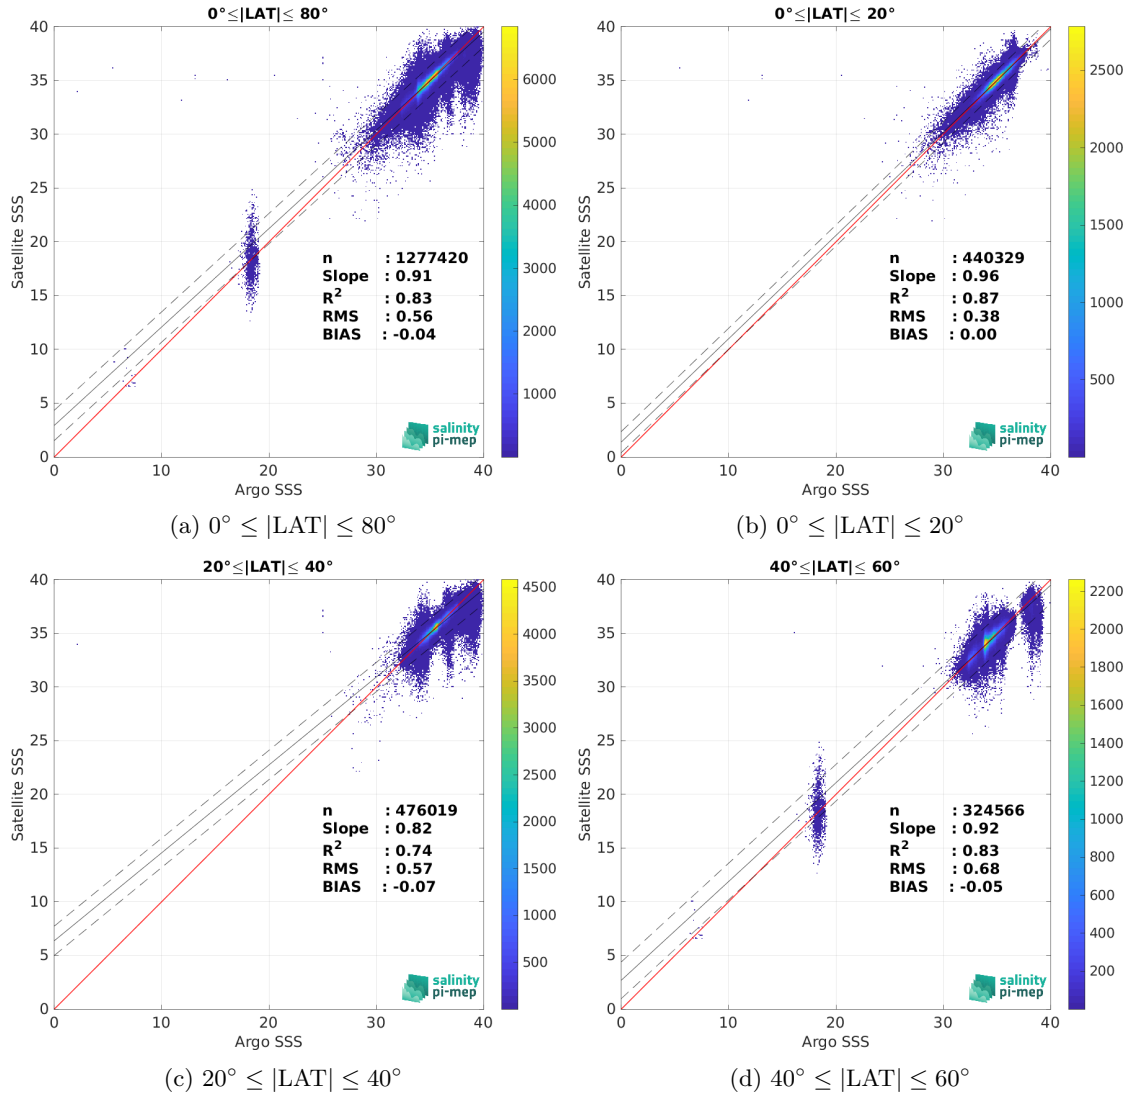 0°≤|LAT|≤ 80°
40
35
30
25
20
15
10
5
0
Satellite SSS
0
10
20
30
40
Argo SSS
n : 1277420
Slope : 0.91
R² : 0.83
RMS : 0.56
BIAS : -0.04
salinity
pi-mep
6000
5000
4000
3000
2000
1000
(a) 0° ≤ |LAT| ≤ 80°
0°≤|LAT|≤ 20°
40
35
30
25
20
15
10
5
0
Satellite SSS
0
10
20
30
40
Argo SSS
n : 440329
Slope : 0.96
R² : 0.87
RMS : 0.38
BIAS : 0.00
salinity
pi-mep
2500
2000
1500
1000
500
(b) 0° ≤ |LAT| ≤ 20°
20°≤|LAT|≤ 40°
40
35
30
25
20
15
10
5
0
Satellite SSS
0
10
20
30
40
Argo SSS
n : 476019
Slope : 0.82
R² : 0.74
RMS : 0.57
BIAS : -0.07
salinity
pi-mep
4500
4000
3500
3000
2500
2000
1500
1000
500
(c) 20° ≤ |LAT| ≤ 40°
40°≤|LAT|≤ 60°
40
35
30
25
20
15
10
5
0
Satellite SSS
0
10
20
30
40
Argo SSS
n : 324566
Slope : 0.92
R² : 0.83
RMS : 0.68
BIAS : -0.05
salinity
pi-mep
2200
2000
1800
1600
1400
1200
1000
800
600
400
200
(d) 40° ≤ |LAT| ≤ 60°